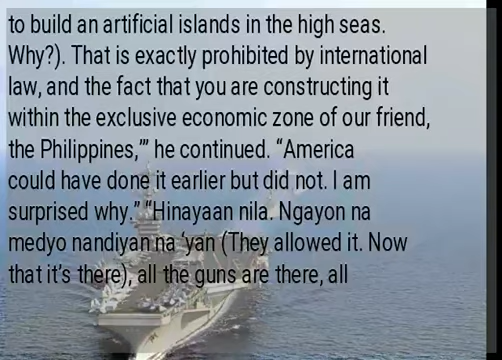 to build an artificial islands in the high seas.
Why?). That is exactly prohibited by international
law, and the fact that you are constructing it
within the exclusive economic zone of our friend,
the Philippines,’” he continued. “America
could have done it earlier but did not. I am
surprised why.” “Hinayaan nila. Ngayon na
medyo nandiyan na ‘yan (They allowed it. Now
that it’s there), all the guns are there, all